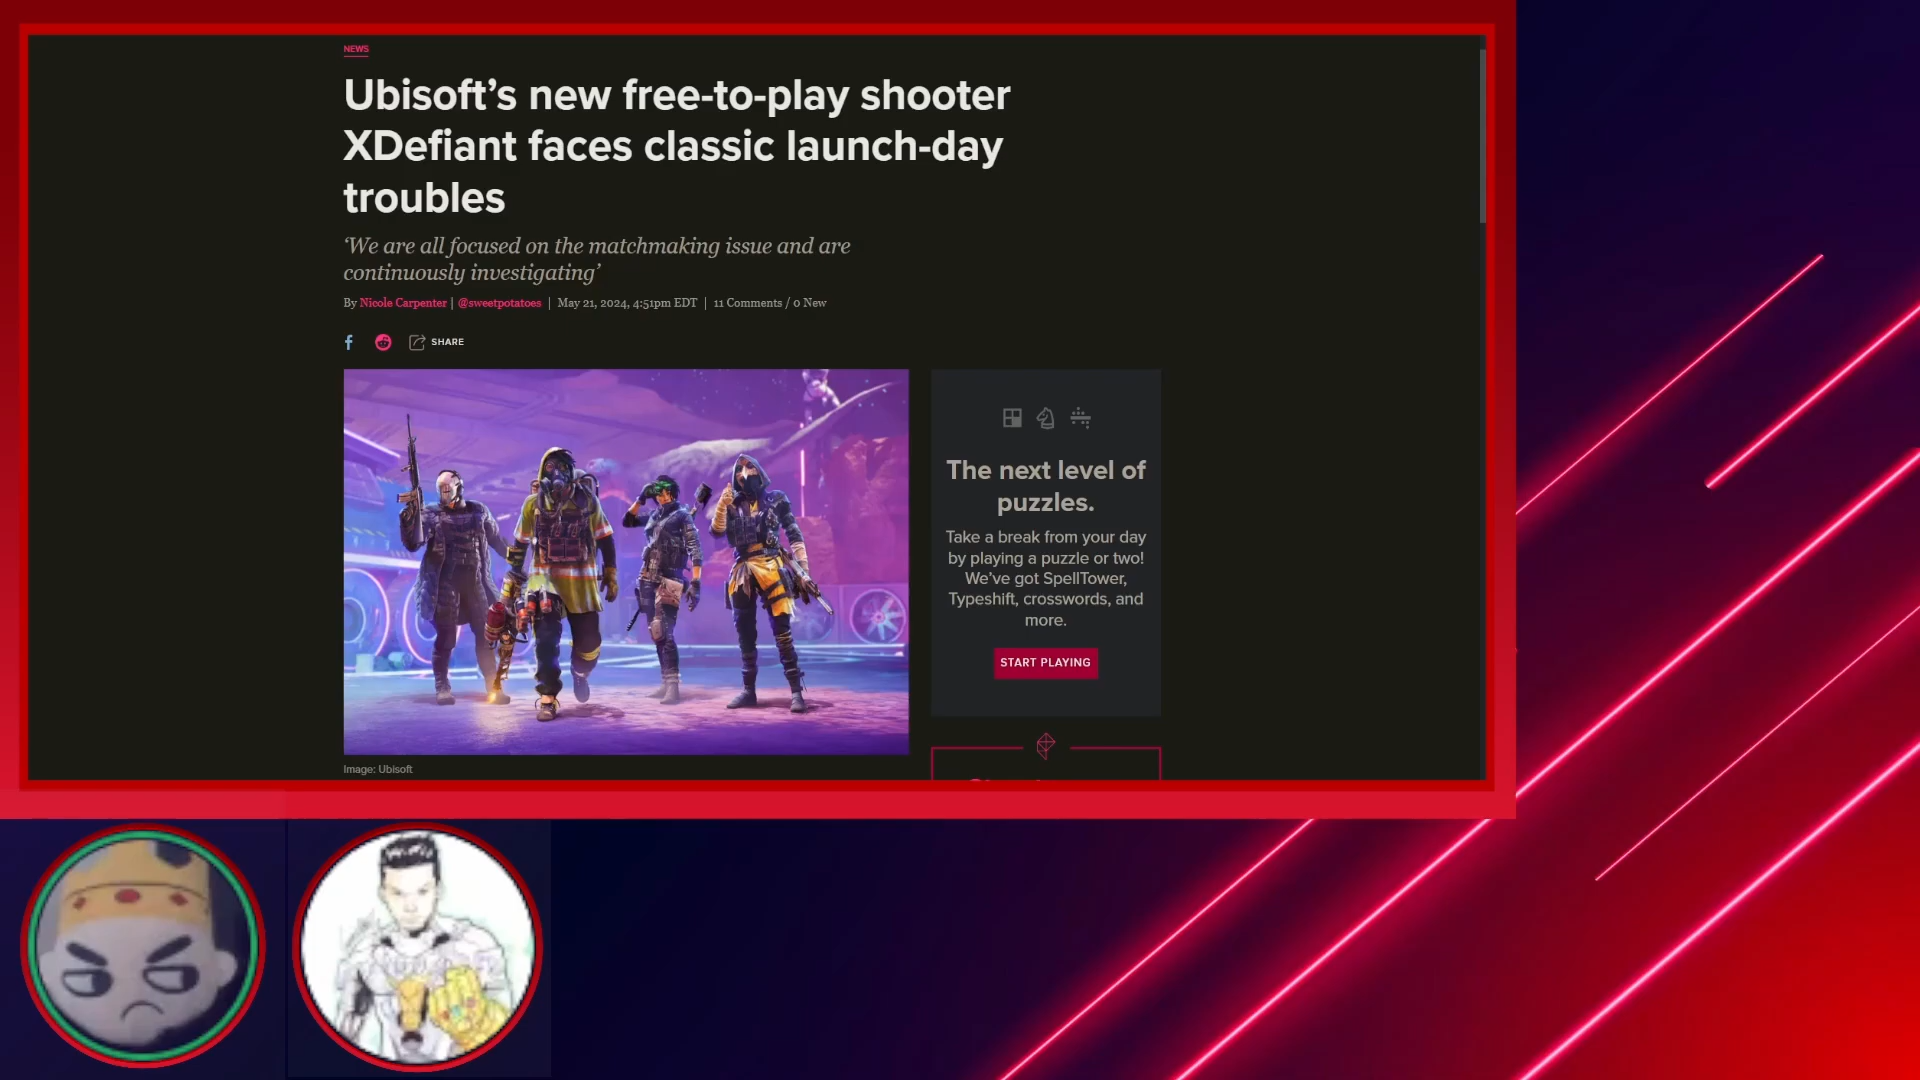 NEWS
Ubisoft’s new free-to-play shooter
XDefiant faces classic launch-day
troubles
‘We are all focused on the matchmaking issue and are
continuously investigating’
By Nicole Carpenter | @sweetpotatoes | May 21, 2024, 4:51pm EDT | 11 Comments / 0 New
SHARE
The next level of
puzzles.
Take a break from your day
by playing a puzzle or two!
We’ve got SpellTower,
Typeshift, crosswords, and
more.
START PLAYING
Image: Ubisoft